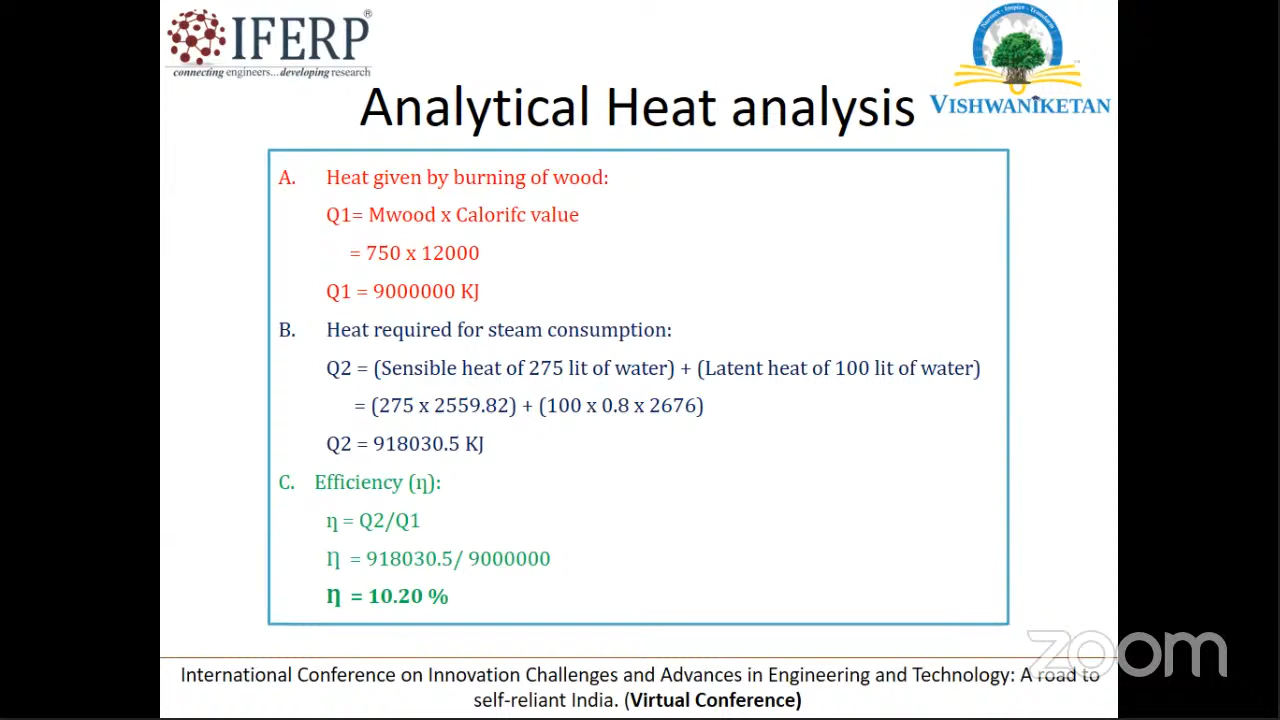 IFERP®
connecting engineers...developing research
Nurture - Inspire - Transform
VISHWANIKETAN
Analytical Heat analysis
A. Heat given by burning of wood:
Q1= Mwood x Calorifc value
= 750 x 12000
Q1 = 9000000 KJ
B. Heat required for steam consumption:
Q2 = (Sensible heat of 275 lit of water) + (Latent heat of 100 lit of water)
= (275 x 2559.82) + (100 x 0.8 x 2676)
Q2 = 918030.5 KJ
C. Efficiency (η):
η = Q2/Q1
Ƞ = 918030.5/ 9000000
Ƞ = 10.20 %
zoom
International Conference on Innovation Challenges and Advances in Engineering and Technology: A road to
self-reliant India. (Virtual Conference)